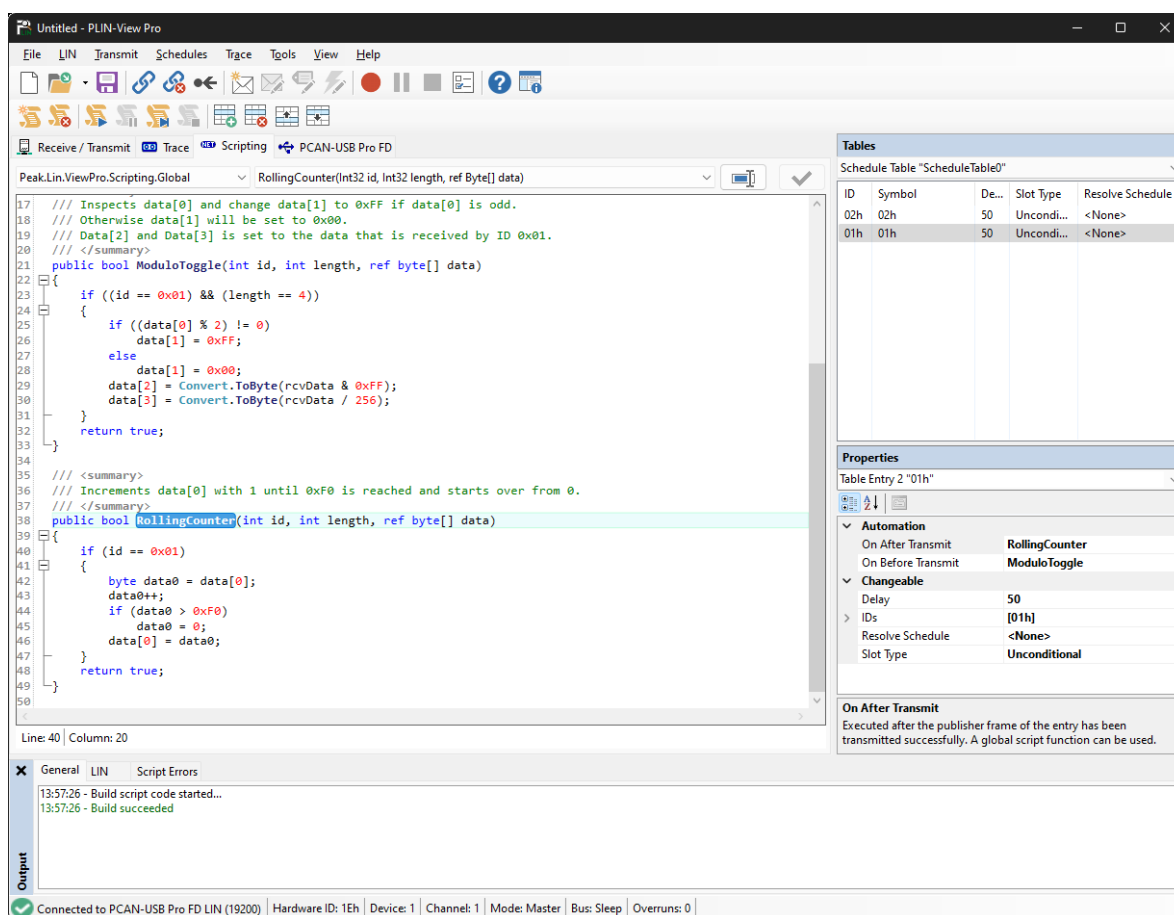 Untitled - PLIN-View Pro
File LIN Transmit Schedules Trace Tools View Help
Receive / Transmit Trace Scripting PCAN-USB Pro FD
Peak.Lin.ViewPro.Scripting.Global RollingCounter(Int32 id, Int32 length, ref Byte[] data)
17 /// Inspects data[0] and change data[1] to 0xFF if data[0] is odd.
18 /// Otherwise data[1] will be set to 0x00.
19 /// Data[2] and Data[3] is set to the data that is received by ID 0x01.
20 /// </summary>
21 public bool ModuloToggle(int id, int length, ref byte[] data)
22 {
23 if ((id == 0x01) && (length == 4))
24 {
25 if ((data[0] % 2) != 0)
26 data[1] = 0xFF;
27 else
28 data[1] = 0x00;
29 data[2] = Convert.ToByte(rcvData & 0xFF);
30 data[3] = Convert.ToByte(rcvData / 256);
31 }
32 return true;
33 }
34
35 /// <summary>
36 /// Increments data[0] with 1 until 0xF0 is reached and starts over from 0.
37 /// </summary>
38 public bool RollingCounter(int id, int length, ref byte[] data)
39 {
40 if (id == 0x01)
41 {
42 byte data0 = data[0];
43 data0++;
44 if (data0 > 0xF0)
45 data0 = 0;
46 data[0] = data0;
47 }
48 return true;
49 }
50
Line: 40 Column: 20
Tables
Schedule Table "ScheduleTable0"
ID Symbol De... Slot Type Resolve Schedule
02h 02h 50 Uncondi... <None>
01h 01h 50 Uncondi... <None>
Properties
Table Entry 2 "01h"
Automation
On After Transmit RollingCounter
On Before Transmit ModuloToggle
Changeable
Delay 50
IDs [01h]
Resolve Schedule <None>
Slot Type Unconditional
On After Transmit
Executed after the publisher frame of the entry has been
transmitted successfully. A global script function can be used.
General LIN Script Errors
13:57:26 - Build script code started...
13:57:26 - Build succeeded
Output
Connected to PCAN-USB Pro FD LIN (19200) Hardware ID: 1Eh Device: 1 Channel: 1 Mode: Master Bus: Sleep Overruns: 0